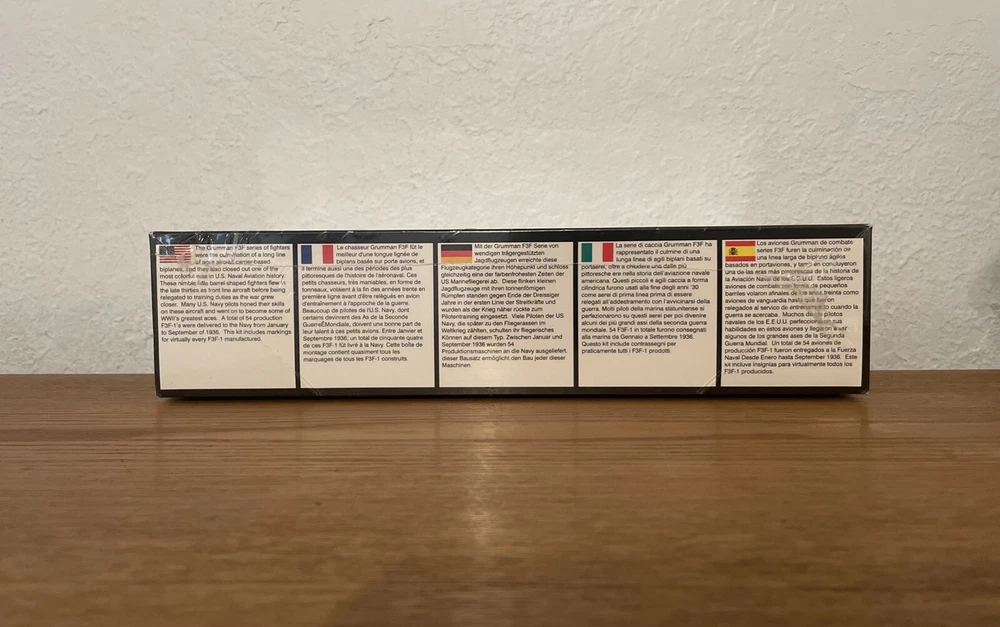 The Grumman F3F series of fighters
were the culmination of a long line
of agile aircraft carrier-based
biplanes, and they also closed out one of the
most colorful eras in U.S. Naval Aviation history.
These nimble little barrel-shaped fighters flew in
the late thirties as front line aircraft before being
relegated to training duties as the war grew
closer. Many U.S. Navy pilots honed their skills
on these aircraft and went on to become some of
WWII's greatest aces. A total of 54 production
F3F-1's were delivered to the Navy from January
to September of 1936. This kit includes markings
for virtually every F3F-1 manufactured.
Le chasseur Grumman F3F fût le
meilleur d'une longue lignée de
biplans basés sur porte avions, et
il termine aussi une des périodes des plus
pittoresques de l'histoire de l'aéronaval. Ces
petits chasseurs, très maniables, en forme de
tonneaux, volaient à la fin des années trente en
première ligne avant d'être relégués en avion
d'entraînement à l'approche de la guerre.
Beaucoup de pilotes de l'U.S. Navy, dont
certains devinrent des As de la Seconde
Guerre Mondiale, doivent une bonne part de
leur talent à cas petits avions. Entre Janvier et
Septembre 1936, un total de cinquante quatre
de ces F3F-1 fût livré à la Navy. Cette boîte de
montage contient quasiment tous les
marquages de tous les F3F-1 construits.
Mit der Grumman F3F Serie von
wendigen trägergestützten
Jagdflugzeugen erreichte diese
Flugzeugkategorie ihren Höhepunkt und schloss
gleichzeitig eine der farbenfrohesten Zeiten der
US Marinefliegerei ab. Diese flinken kleinen
Jagdflugzeuge mit ihren tonnenförmigen
Rümpfen standen gegen Ende der Dreissiger
Jahre in der ersten Linie der Streitkräfte und
wurden als der Krieg näher rückte zum
Pilotentraining eingesetzt. Viele Piloten der US
Navy, die später zu den Fliegerassen im
Weltkrieg zählten, schulten ihr fliegerisches
Können auf diesem Typ. Zwischen Januar und
September 1936 wurden 54
Produktionsmaschinen an die Navy ausgeliefert.
dieser Bausatz ermöglicht den Bau jeder dieser
Maschinen.
La serie di caccia Grumman F3F ha
rappresentato il culmine di una
lunga linea di agili biplani basati su
portaerei, oltre a chiudere una delle più
pittoresche ere nella storia dell'aviazione navale
americana. Questi piccoli e agili caccia a forma
cilindrica furono usati alla fine degli anni '30
come aerei di prima linea prima di essere
relegati all'addestramento con l'avvicinarsi della
guerra. Molti piloti della marina statunitense si
perfezionarono su questi aerei per poi divenire
alcuni dei più grandi assi della seconda guerra
mondiale. 54 F3F-1 in totale furono consegnati
alla marina da Gennaio a Settembre 1936.
Questo kit include contrassegni per
praticamente tutti i F3F-1 prodotti.
Los aviones Grumman de combate
series F3F furen la culminación de
una línea larga de biplano ágiles
basados en portaviones, y también concluyeron
una de las eras más pintorescas de la historia de
la Aviación Naval de los E.U.U. Estos ligeros
aviones de combate con forma de pequeños
barriles volaron afinales de los años treinta como
aviones de vanguardia hasta que fueron
relegados al servico de entrenamiento cuando la
guerra se acercaba. Muchos de los pilotos
navales de los E.E.U.U. perfeccionaron sus
habilidades en éstos aviones y llegaron a ser
algunos de los grandes ases de la Segunda
Guerra Mundial. Un total de 54 aviones de
producción F3F-1 fueron entregados a la Fuerza
Naval Desde Enero hasta September 1936. Este
kit incluye insignias para virtualmente todos los
F3F-1 producidos.